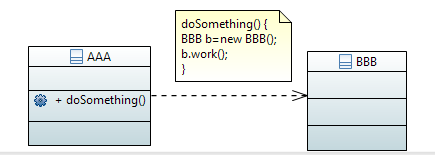 doSomething() {
BBB b=new BBB();
b.work();
}
AAA
BBB
+ doSomething()